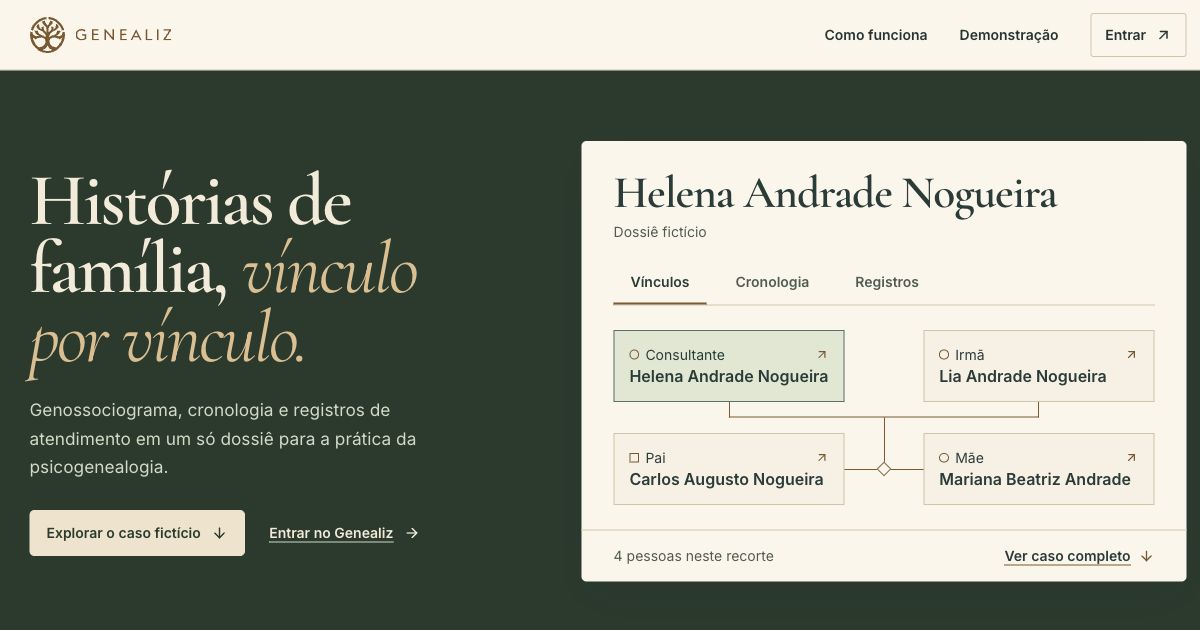 GENEALIZ
Como funciona
Demonstração
Entrar
Histórias de
família, vínculo
por vínculo.
Genossociograma, cronologia e registros de
atendimento em um só dossiê para a prática da
psicogenealogia.
Explorar o caso fictício
Entrar no Genealiz
Helena Andrade Nogueira
Dossiê fictício
Vínculos
Cronologia
Registros
Consultante
Helena Andrade Nogueira
Irmã
Lia Andrade Nogueira
Pai
Carlos Augusto Nogueira
Mãe
Mariana Beatriz Andrade
4 pessoas neste recorte
Ver caso completo